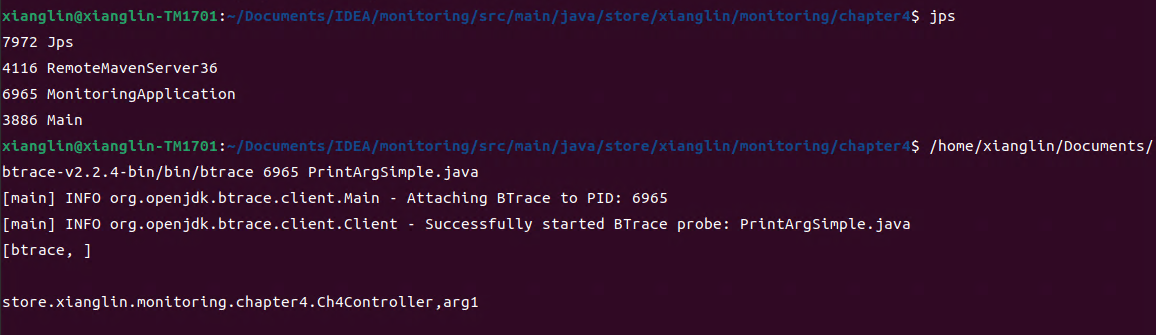 xianglin@xianglin-TM1701:~/Documents/IDEA/monitoring/src/main/java/store/xianglin/monitoring/chapter4$ jps
7972 Jps
4116 RemoteMavenServer36
6965 MonitoringApplication
3886 Main
xianglin@xianglin-TM1701:~/Documents/IDEA/monitoring/src/main/java/store/xianglin/monitoring/chapter4$ /home/xianglin/Documents/
btrace-v2.2.4-bin/bin/btrace 6965 PrintArgSimple.java
[main] INFO org.openjdk.btrace.client.Main - Attaching BTrace to PID: 6965
[main] INFO org.openjdk.btrace.client.Client - Successfully started BTrace probe: PrintArgSimple.java
[btrace, ]
store.xianglin.monitoring.chapter4.Ch4Controller,arg1